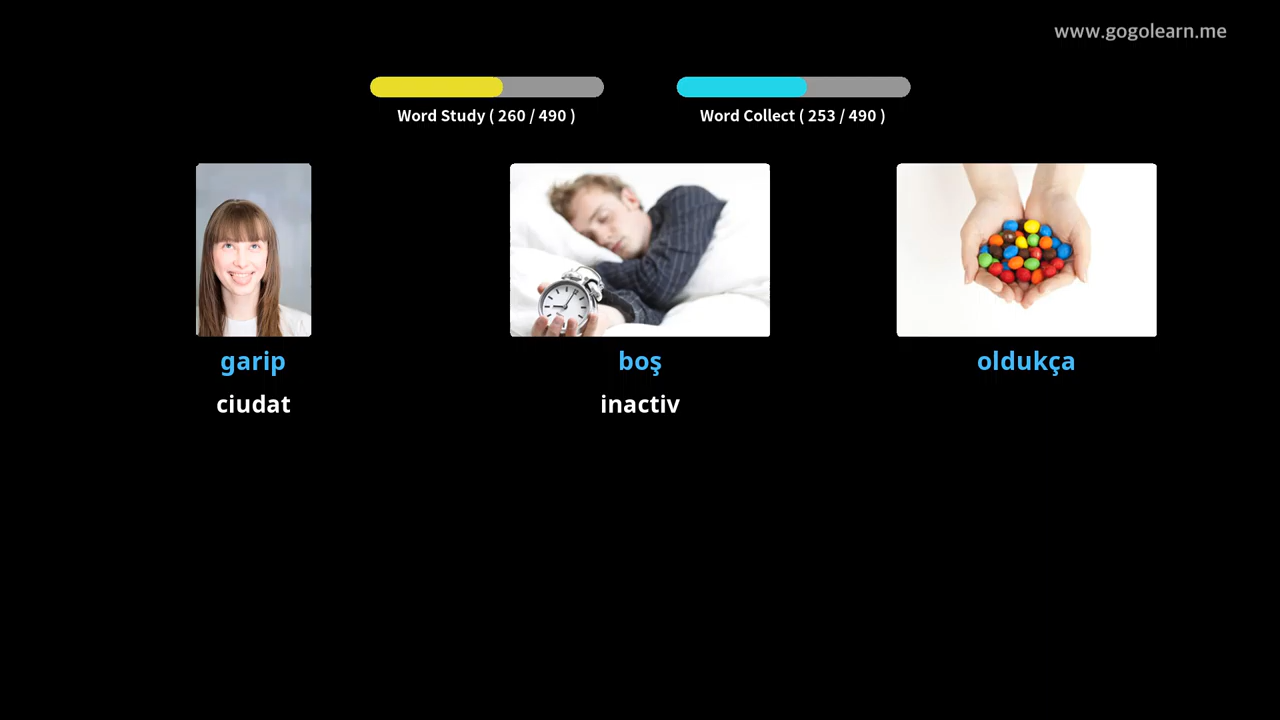 www.gogolearn.me
Word Study ( 260 / 490 )
Word Collect ( 253 / 490 )
garip
boş
oldukça
ciudat
inactiv